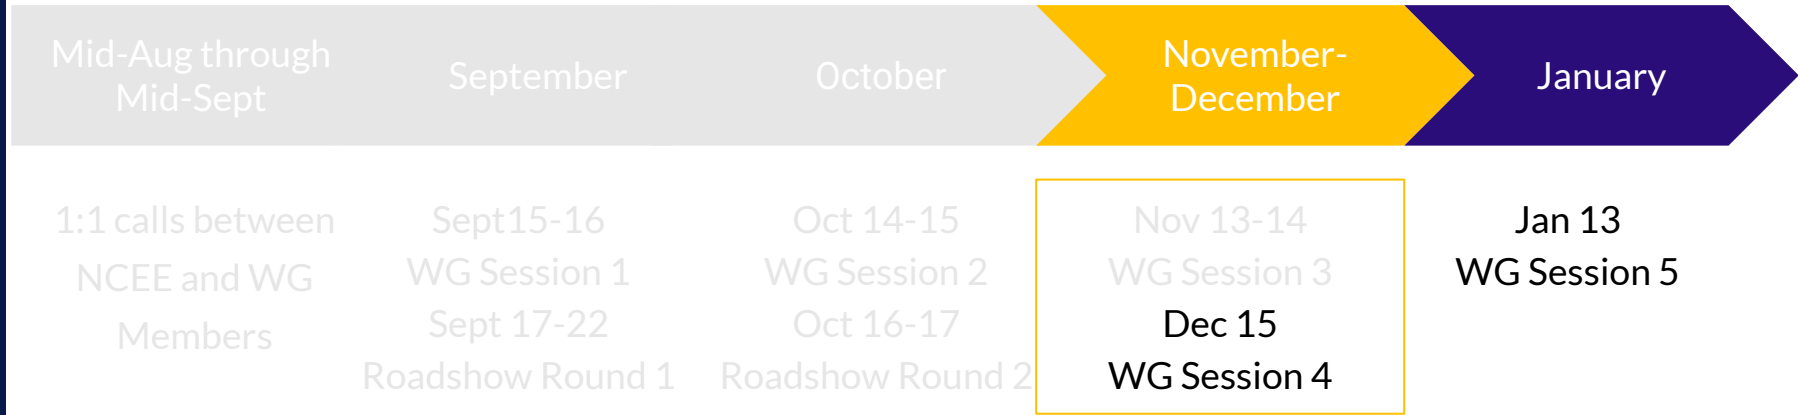 Mid-Aug through
Mid-Sept
September
October
November-
December
January
1:1 calls between
NCEE and WG
Members
Sept15-16
WG Session 1
Sept 17-22
Roadshow Round 1
Oct 14-15
WG Session 2
Oct 16-17
Roadshow Round 2
Nov 13-14
WG Session 3
Dec 15
WG Session 4
Jan 13
WG Session 5